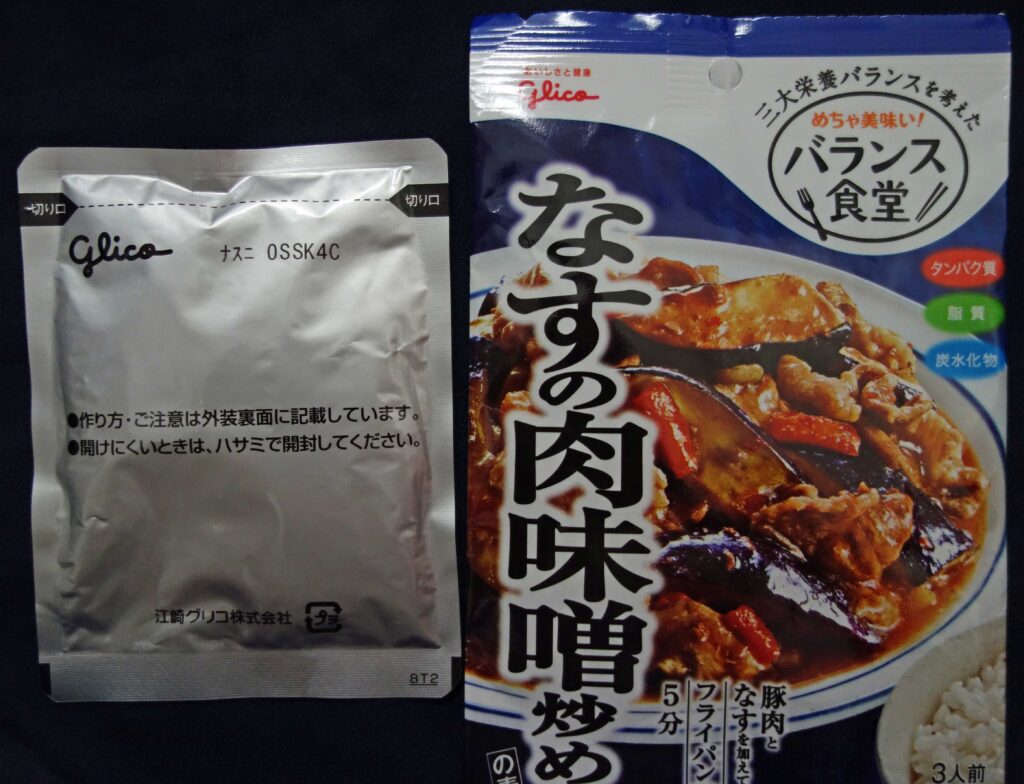 切り口
切り口
glico
ナスニ 0SSK4C
●作り方・ご注意は外装裏面に記載しています。
●開けにくいときは、ハサミで開封してください。
江崎グリコ株式会社
プラ
8T2
おいしさと健康
glico
三大栄養バランスを考えた
めちゃ美味い!
バランス
食堂
タンパク質
脂質
炭水化物
なすの肉味噌炒め
の素
豚肉と
なすを加えて
フライパン
5分
3人前